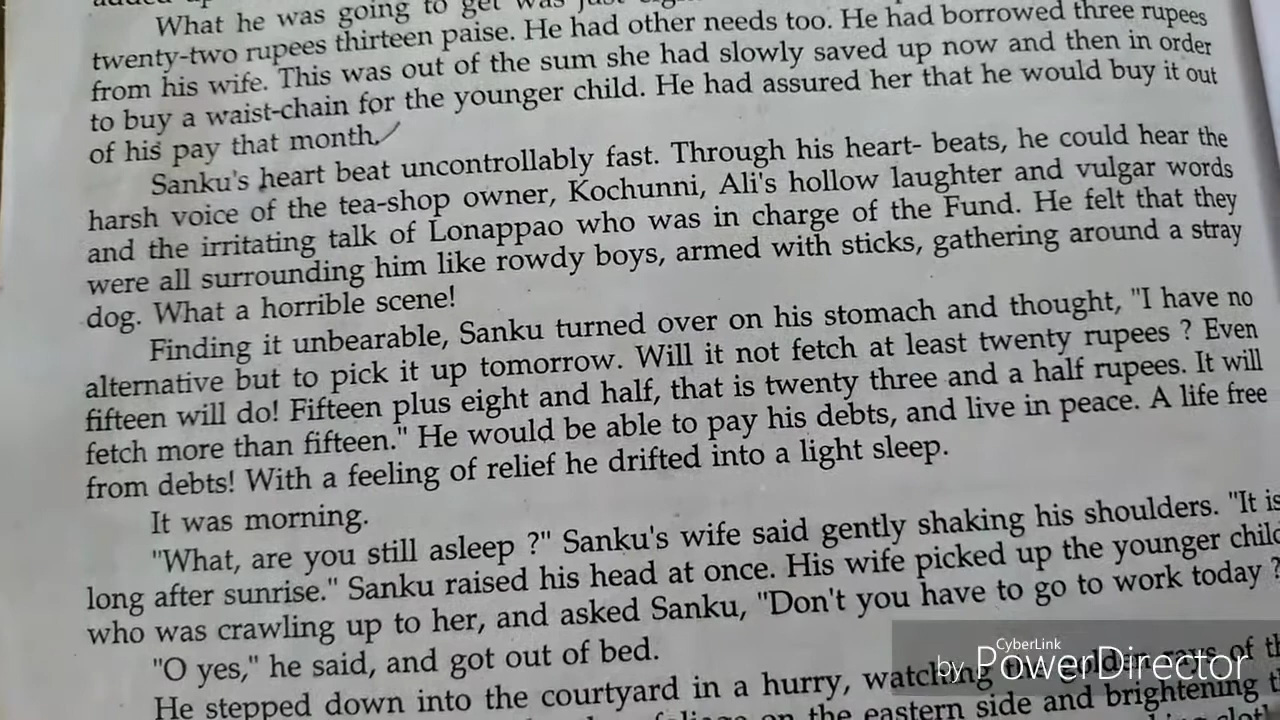 What he was going to get was just
twenty-two rupees thirteen paise. He had other needs too. He had borrowed three rupees
from his wife. This was out of the sum she had slowly saved up now and then in order
to buy a waist-chain for the younger child. He had assured her that he would buy it out
of his pay that month.
Sanku's heart beat uncontrollably fast. Through his heart- beats, he could hear the
harsh voice of the tea-shop owner, Kochunni, Ali's hollow laughter and vulgar words
and the irritating talk of Lonappao who was in charge of the Fund. He felt that they
were all surrounding him like rowdy boys, armed with sticks, gathering around a stray
dog. What a horrible scene!
Finding it unbearable, Sanku turned over on his stomach and thought, "I have no
alternative but to pick it up tomorrow. Will it not fetch at least twenty rupees ? Even
fifteen will do! Fifteen plus eight and half, that is twenty three and a half rupees. It will
fetch more than fifteen." He would be able to pay his debts, and live in peace. A life free
from debts! With a feeling of relief he drifted into a light sleep.
It was morning.
"What, are you still asleep ?" Sanku's wife said gently shaking his shoulders. "It is
long after sunrise." Sanku raised his head at once. His wife picked up the younger child
who was crawling up to her, and asked Sanku, "Don't you have to go to work today ?
"O yes," he said, and got out of bed.
He stepped down into the courtyard in a hurry, watching the golden rays of
on the eastern side and brightening
CyberLink
by PowerDirector